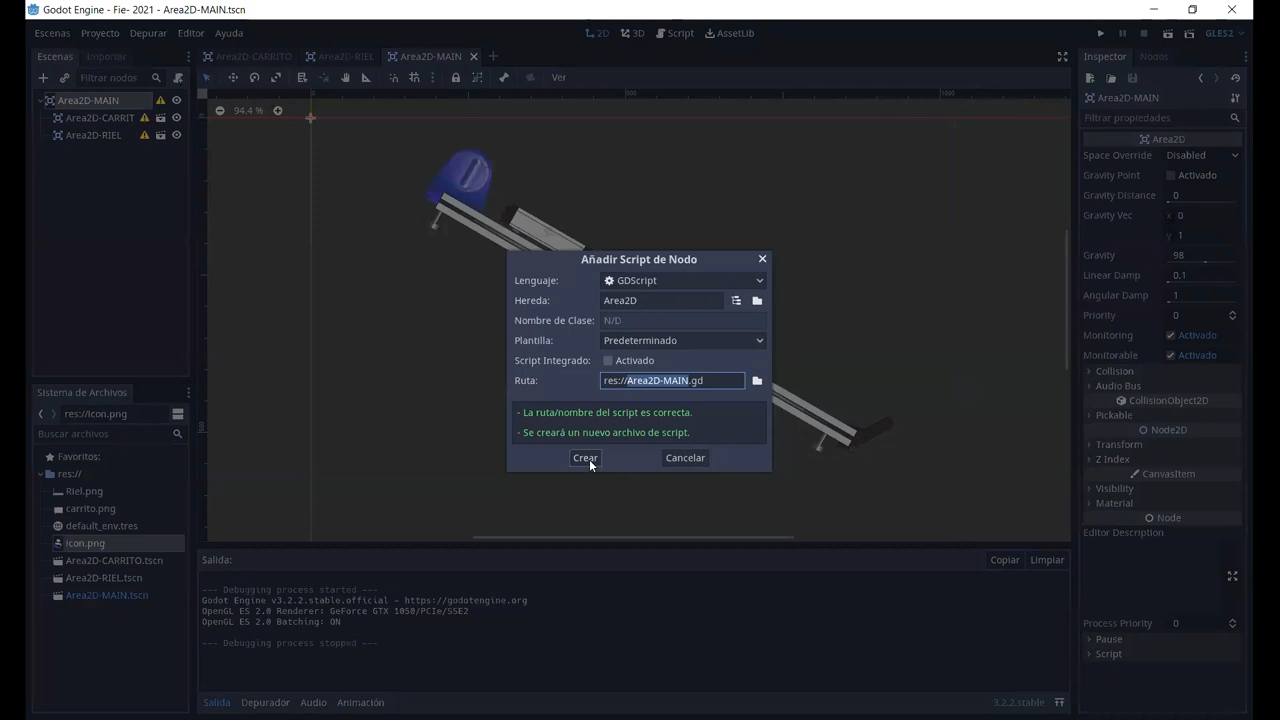 Godot Engine - Fie- 2021 - Area2D-MAIN.tscn
Escenas Proyecto Depurar Editor Ayuda
2D 3D Script AssetLib
GLES2
Escenas Importar
Filtrar nodos
Area2D-MAIN
Area2D-CARRIT
Area2D-RIEL
Area2D-CARRITO Area2D-RIEL Area2D-MAIN
Ver
0 500 1000
94.4 %
500
Añadir Script de Nodo
Lenguaje: GDScript
Hereda: Area2D
Nombre de Clase: N/D
Plantilla: Predeterminado
Script Integrado: Activado
Ruta: res://Area2D-MAIN.gd
- La ruta/nombre del script es correcta.
- Se creará un nuevo archivo de script.
Crear Cancelar
Sistema de Archivos
res://Icon.png
Buscar archivos
Favoritos:
res://
Riel.png
carrito.png
default_env.tres
Icon.png
Area2D-CARRITO.tscn
Area2D-RIEL.tscn
Area2D-MAIN.tscn
Salida: Copiar Limpiar
--- Debugging process started ---
Godot Engine v3.2.2.stable.official - https://godotengine.org
OpenGL ES 2.0 Renderer: GeForce GTX 1050/PCIe/SSE2
OpenGL ES 2.0 Batching: ON
--- Debugging process stopped ---
Salida Depurador Audio Animación 3.2.2.stable
Inspector Nodos
Area2D-MAIN
Filtrar propiedades
Area2D
Space Override Disabled
Gravity Point Activado
Gravity Distance 0
Gravity Vec x 0
y 1
Gravity 98
Linear Damp 0.1
Angular Damp 1
Priority 0
Monitoring Activado
Monitorable Activado
Collision
Audio Bus
CollisionObject2D
Pickable
Node2D
Transform
Z Index
CanvasItem
Visibility
Material
Node
Editor Description
Process Priority 0
Pause
Script